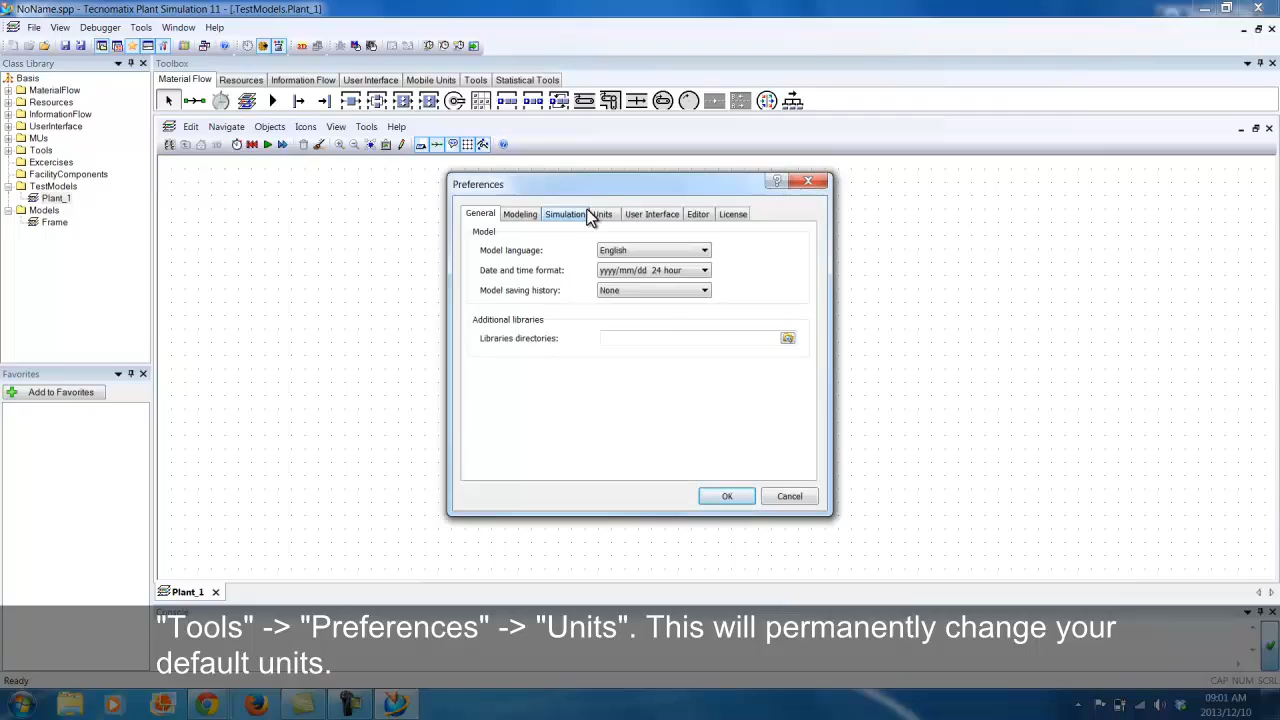 NoName.spp - Tecnomatix Plant Simulation 11 - [.TestModels.Plant_1]
File View Debugger Tools Window Help
Class Library
Toolbox
Basis
MaterialFlow
Resources
InformationFlow
UserInterface
MUs
Tools
Excercises
FacilityComponents
TestModels
Plant_1
Models
Frame
Material Flow Resources Information Flow User Interface Mobile Units Tools Statistical Tools
Edit Navigate Objects Icons View Tools Help
Preferences
General Modeling Simulation Units User Interface Editor License
Model
Model language: English
Date and time format: yyyy/mm/dd 24 hour
Model saving history: None
Additional libraries
Libraries directories:
OK Cancel
Favorites
Add to Favorites
Plant_1
Console
"Tools" -> "Preferences" -> "Units". This will permanently change your
default units.
Ready
CAP NUM SCRL
09:01 AM
2013/12/10